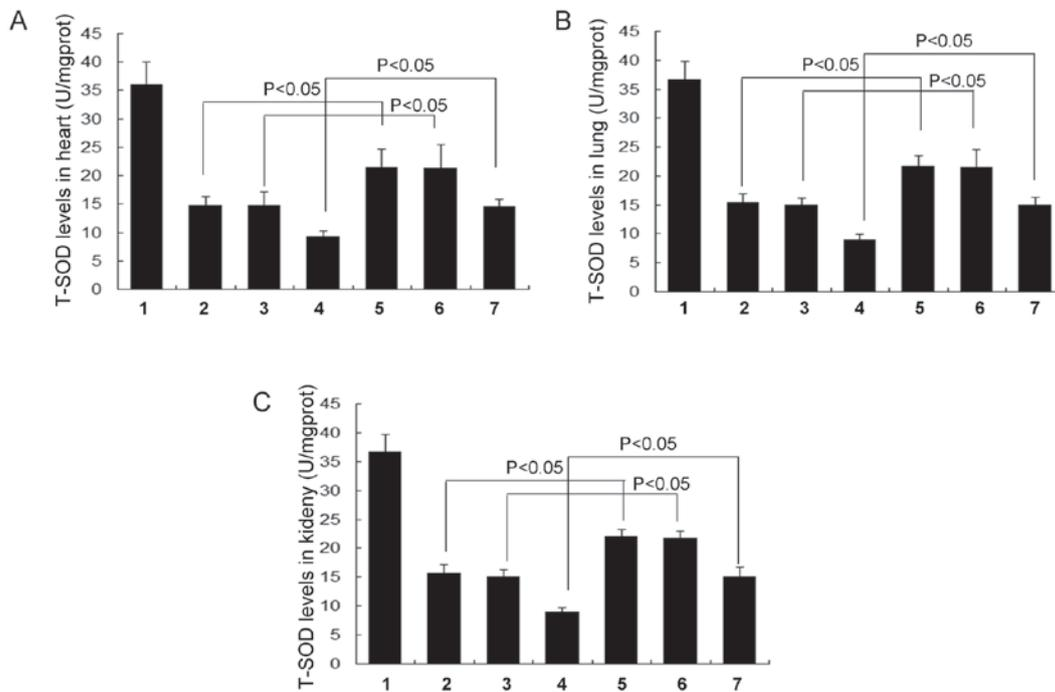 A
T-SOD levels in heart (U/mgprot)
45
40
35
30
25
20
15
10
5
0
P<0.05
P<0.05
P<0.05
1 2 3 4 5 6 7
B
T-SOD levels in lung (U/mgprot)
45
40
35
30
25
20
15
10
5
0
P<0.05
P<0.05
P<0.05
1 2 3 4 5 6 7
C
T-SOD levels in kideny (U/mgprot)
45
40
35
30
25
20
15
10
5
0
P<0.05
P<0.05
P<0.05
1 2 3 4 5 6 7